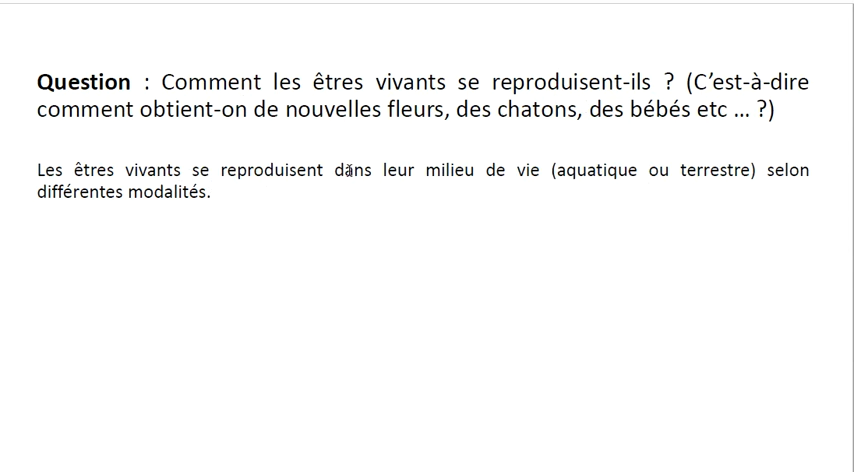 Question : Comment les êtres vivants se reproduisent-ils ? (C’est-à-dire
comment obtient-on de nouvelles fleurs, des chatons, des bébés etc ... ?)
Les êtres vivants se reproduisent dans leur milieu de vie (aquatique ou terrestre) selon
différentes modalités.